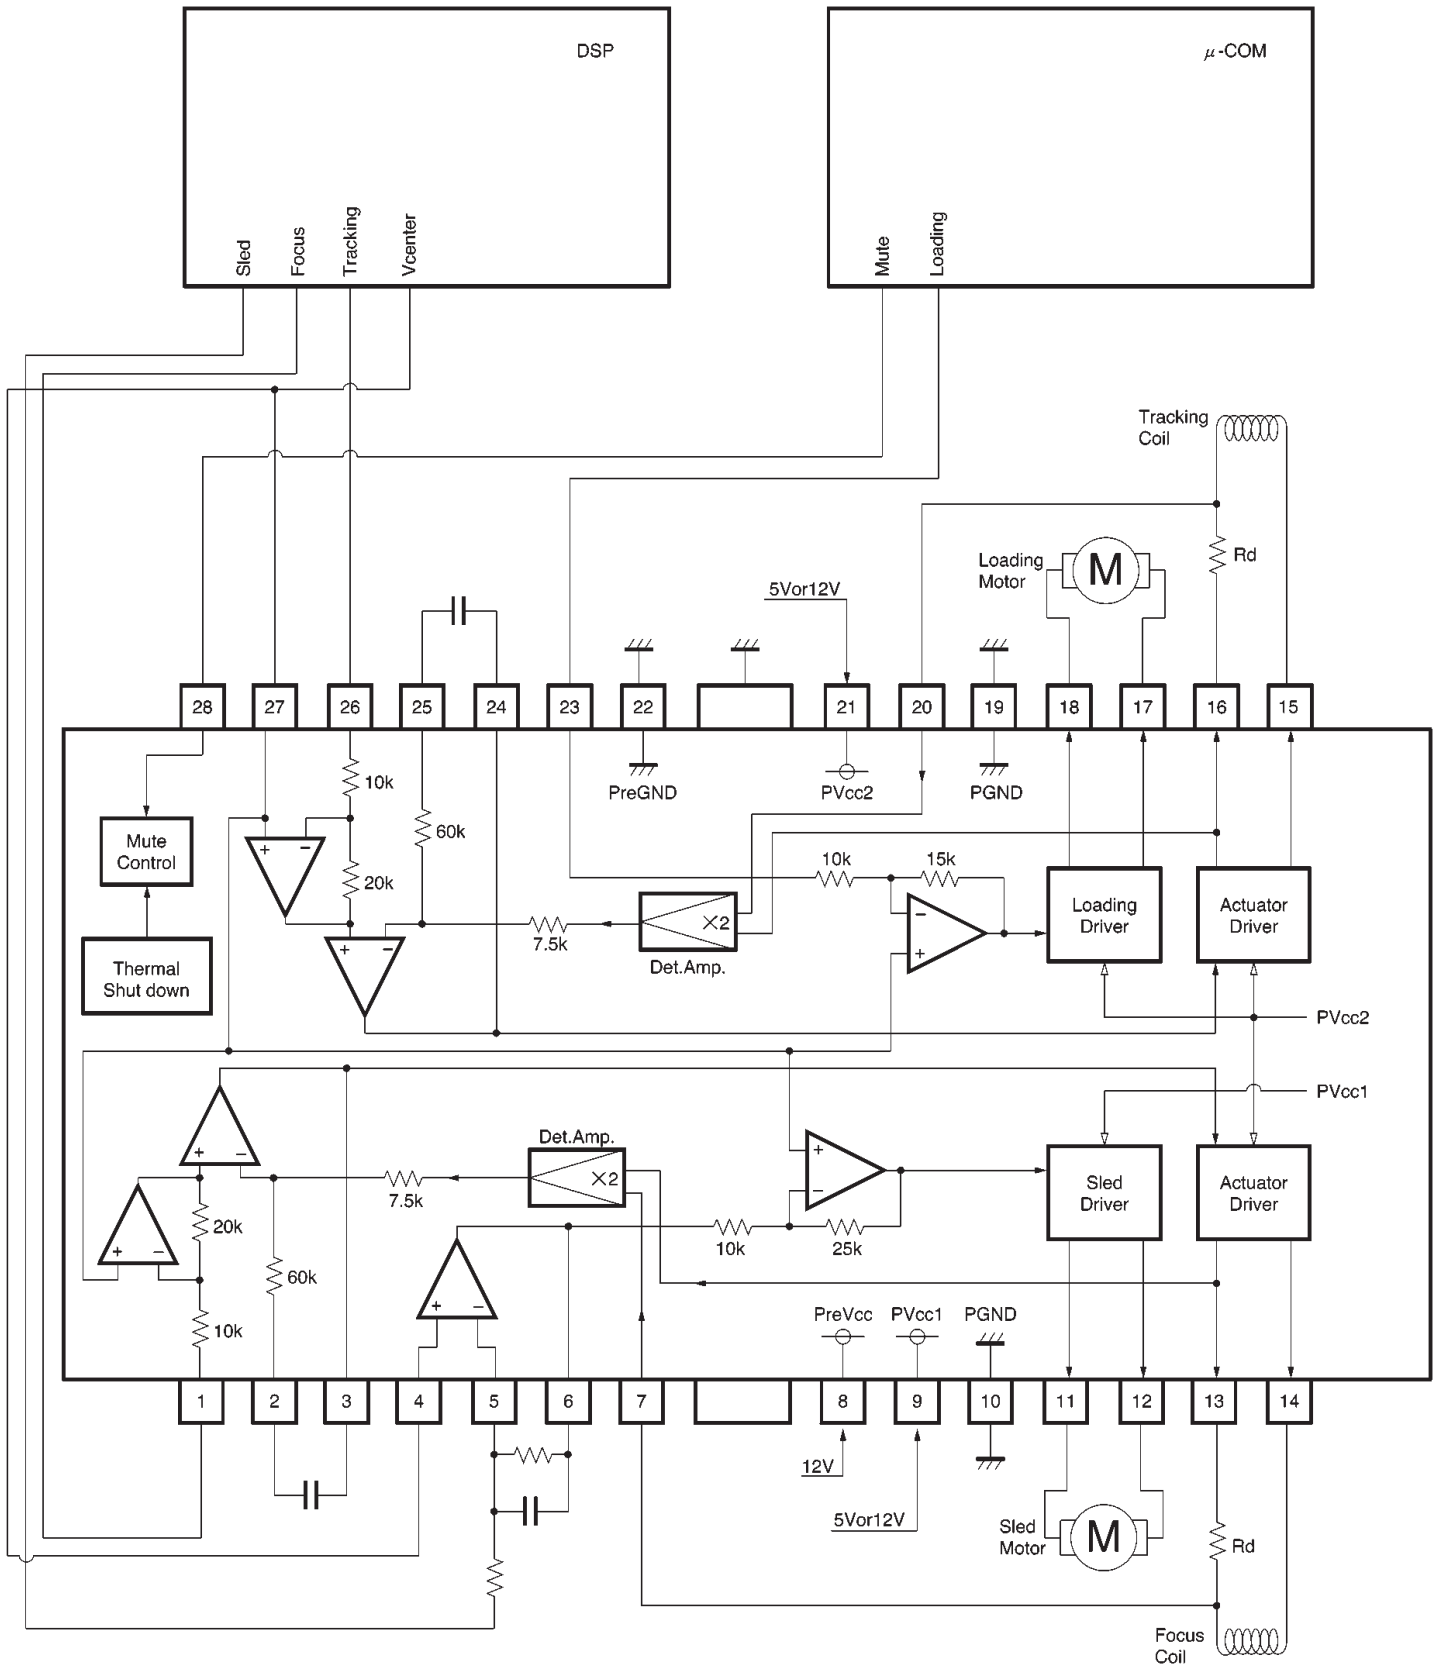 DSP
μ-COM
Sled
Focus
Tracking
Vcenter
Mute
Loading
Tracking
Coil
Rd
Loading
Motor
M
5Vor12V
28
27
26
25
24
23
22
21
20
19
18
17
16
15
PreGND
PVcc2
PGND
10k
60k
20k
Mute
Control
+
−
+
−
7.5k
×2
Det.Amp.
10k
15k
−
+
Loading
Driver
Actuator
Driver
Thermal
Shut down
PVcc2
PVcc1
Det.Amp.
×2
7.5k
+
−
+
−
20k
60k
10k
+
−
+
−
10k
25k
Sled
Driver
Actuator
Driver
PreVcc
PVcc1
PGND
1
2
3
4
5
6
7
8
9
10
11
12
13
14
12V
5Vor12V
Sled
Motor
M
Rd
Focus
Coil